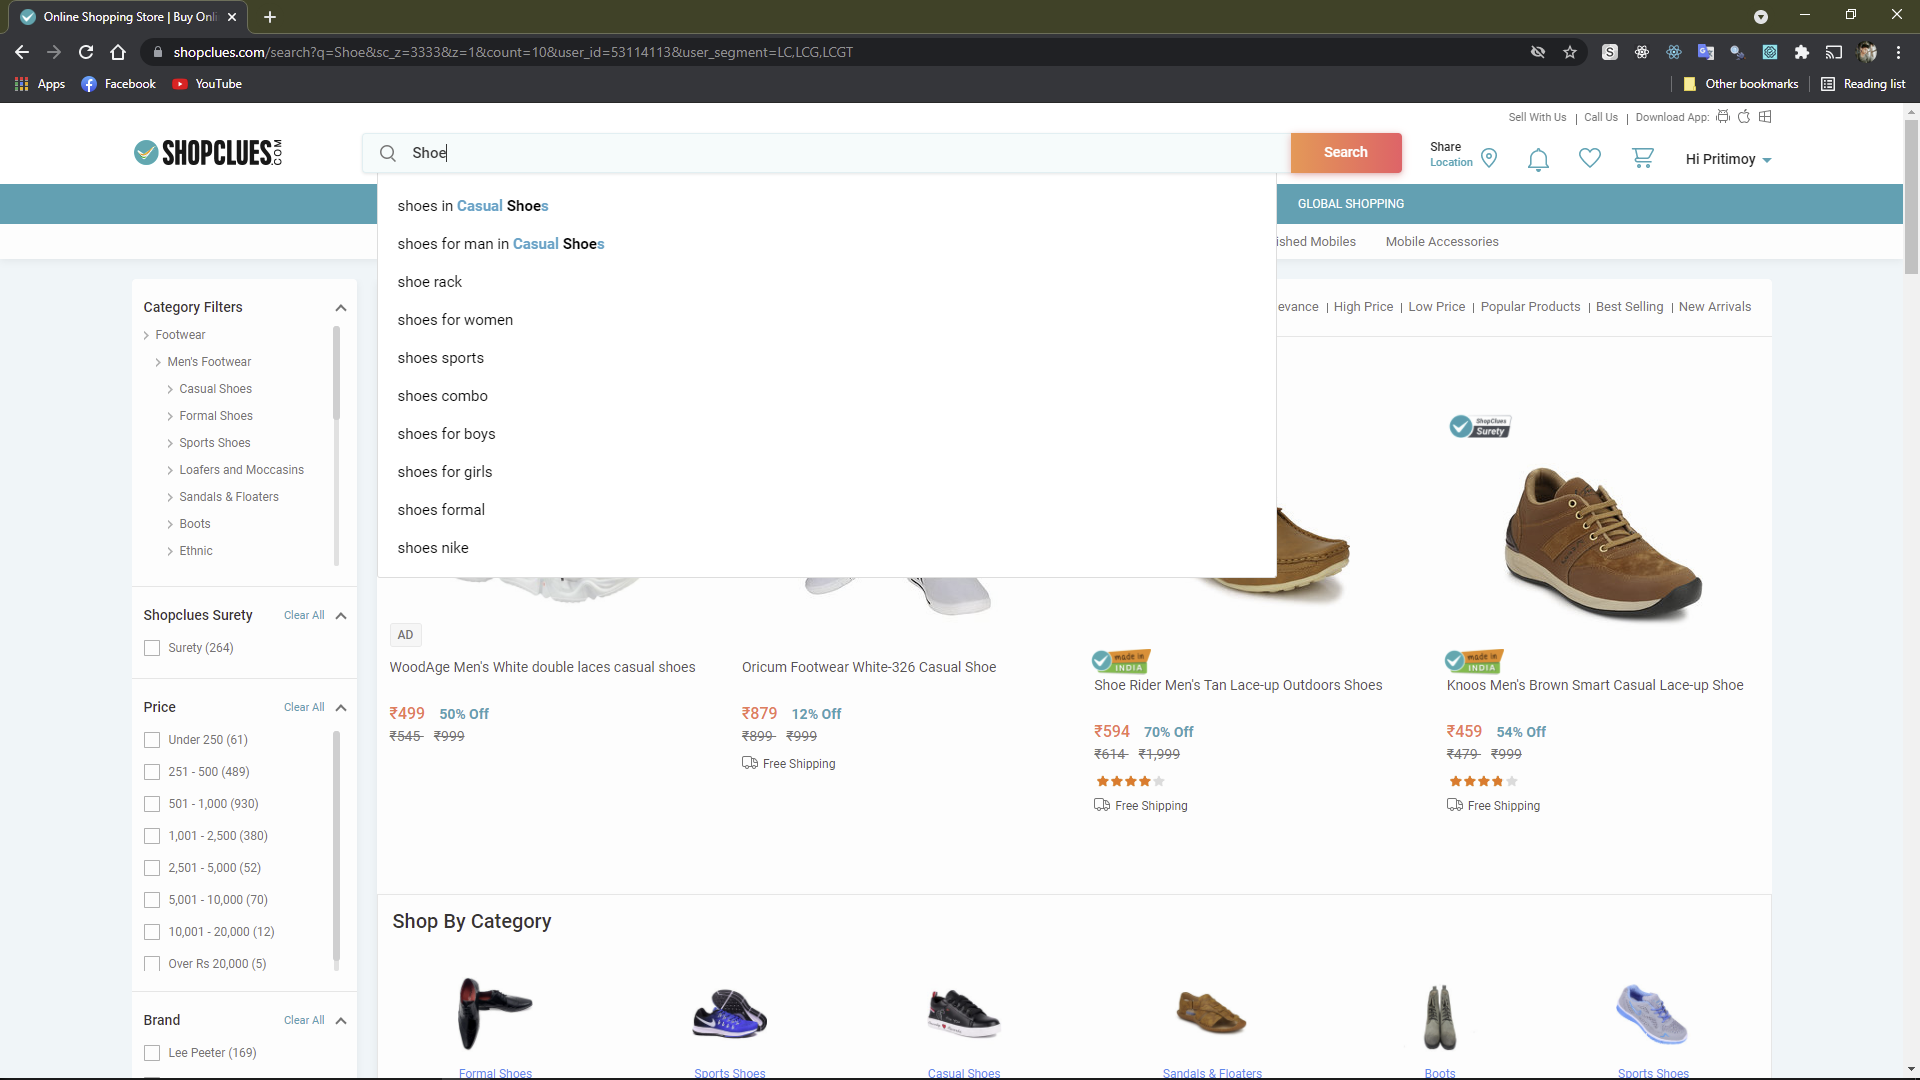 Online Shopping Store | Buy Onli
shopclues.com/search?q=Shoe&sc_z=3333&z=1&count=10&user_id=53114113&user_segment=LC,LCG,LCGT
Apps Facebook YouTube Other bookmarks Reading list
Sell With Us | Call Us | Download App:
SHOPCLUES.COM
Shoe
Search
Share
Location
Hi Pritimoy
GLOBAL SHOPPING
ished Mobiles Mobile Accessories
shoes in Casual Shoes
shoes for man in Casual Shoes
shoe rack
shoes for women
shoes sports
shoes combo
shoes for boys
shoes for girls
shoes formal
shoes nike
evance | High Price | Low Price | Popular Products | Best Selling | New Arrivals
Category Filters
Footwear
Men's Footwear
Casual Shoes
Formal Shoes
Sports Shoes
Loafers and Moccasins
Sandals & Floaters
Boots
Ethnic
Shopclues Surety Clear All
Surety (264)
Price Clear All
Under 250 (61)
251 - 500 (489)
501 - 1,000 (930)
1,001 - 2,500 (380)
2,501 - 5,000 (52)
5,001 - 10,000 (70)
10,001 - 20,000 (12)
Over Rs 20,000 (5)
Brand Clear All
Lee Peeter (169)
AD
WoodAge Men's White double laces casual shoes
₹499 50% Off
₹545 ₹999
Oricum Footwear White-326 Casual Shoe
₹879 12% Off
₹899 ₹999
Free Shipping
made in
INDIA
Shoe Rider Men's Tan Lace-up Outdoors Shoes
₹594 70% Off
₹614 ₹1,999
Free Shipping
ShopClues
Surety
made in
INDIA
Knoos Men's Brown Smart Casual Lace-up Shoe
₹459 54% Off
₹479 ₹999
Free Shipping
Shop By Category
Formal Shoes Sports Shoes Casual Shoes Sandals & Floaters Boots Sports Shoes